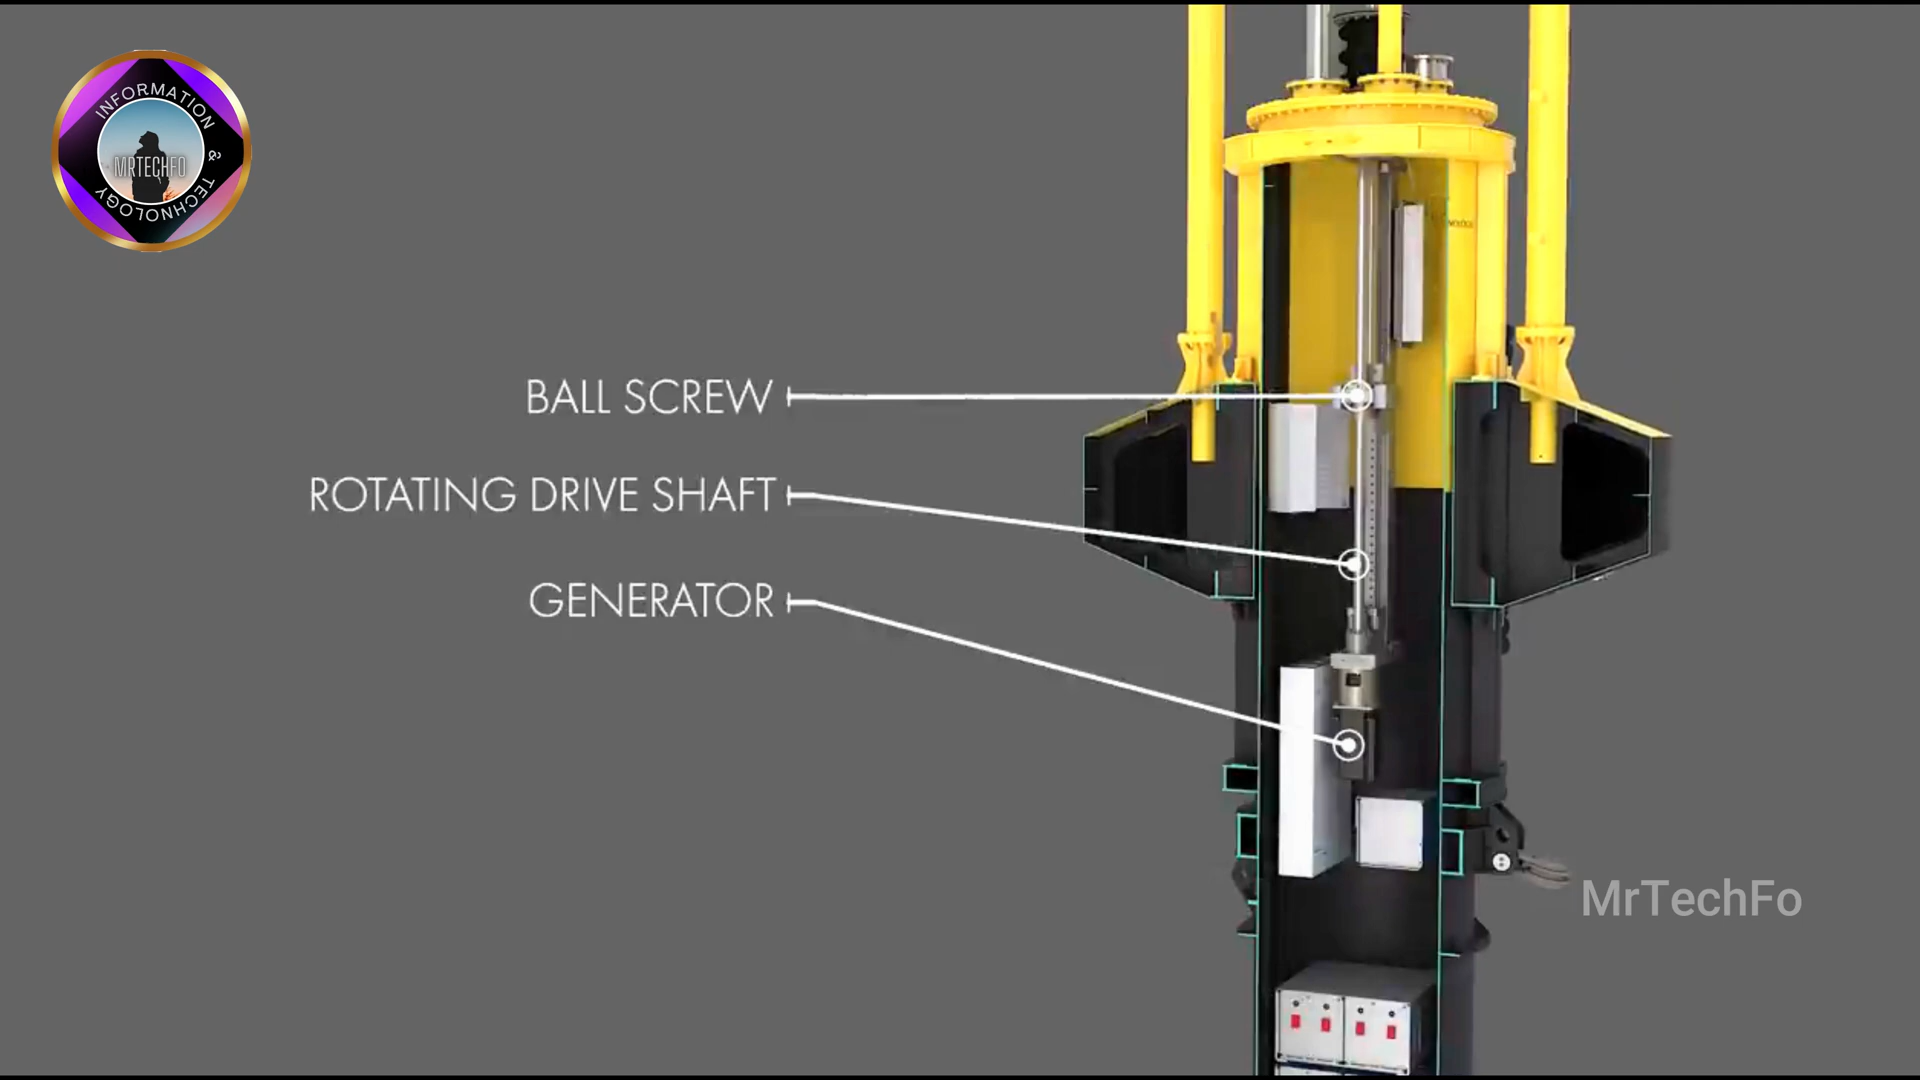 INFORMATION & TECHNOLOGY
MRTECHFO
BALL SCREW
ROTATING DRIVE SHAFT
GENERATOR
MrTechFo